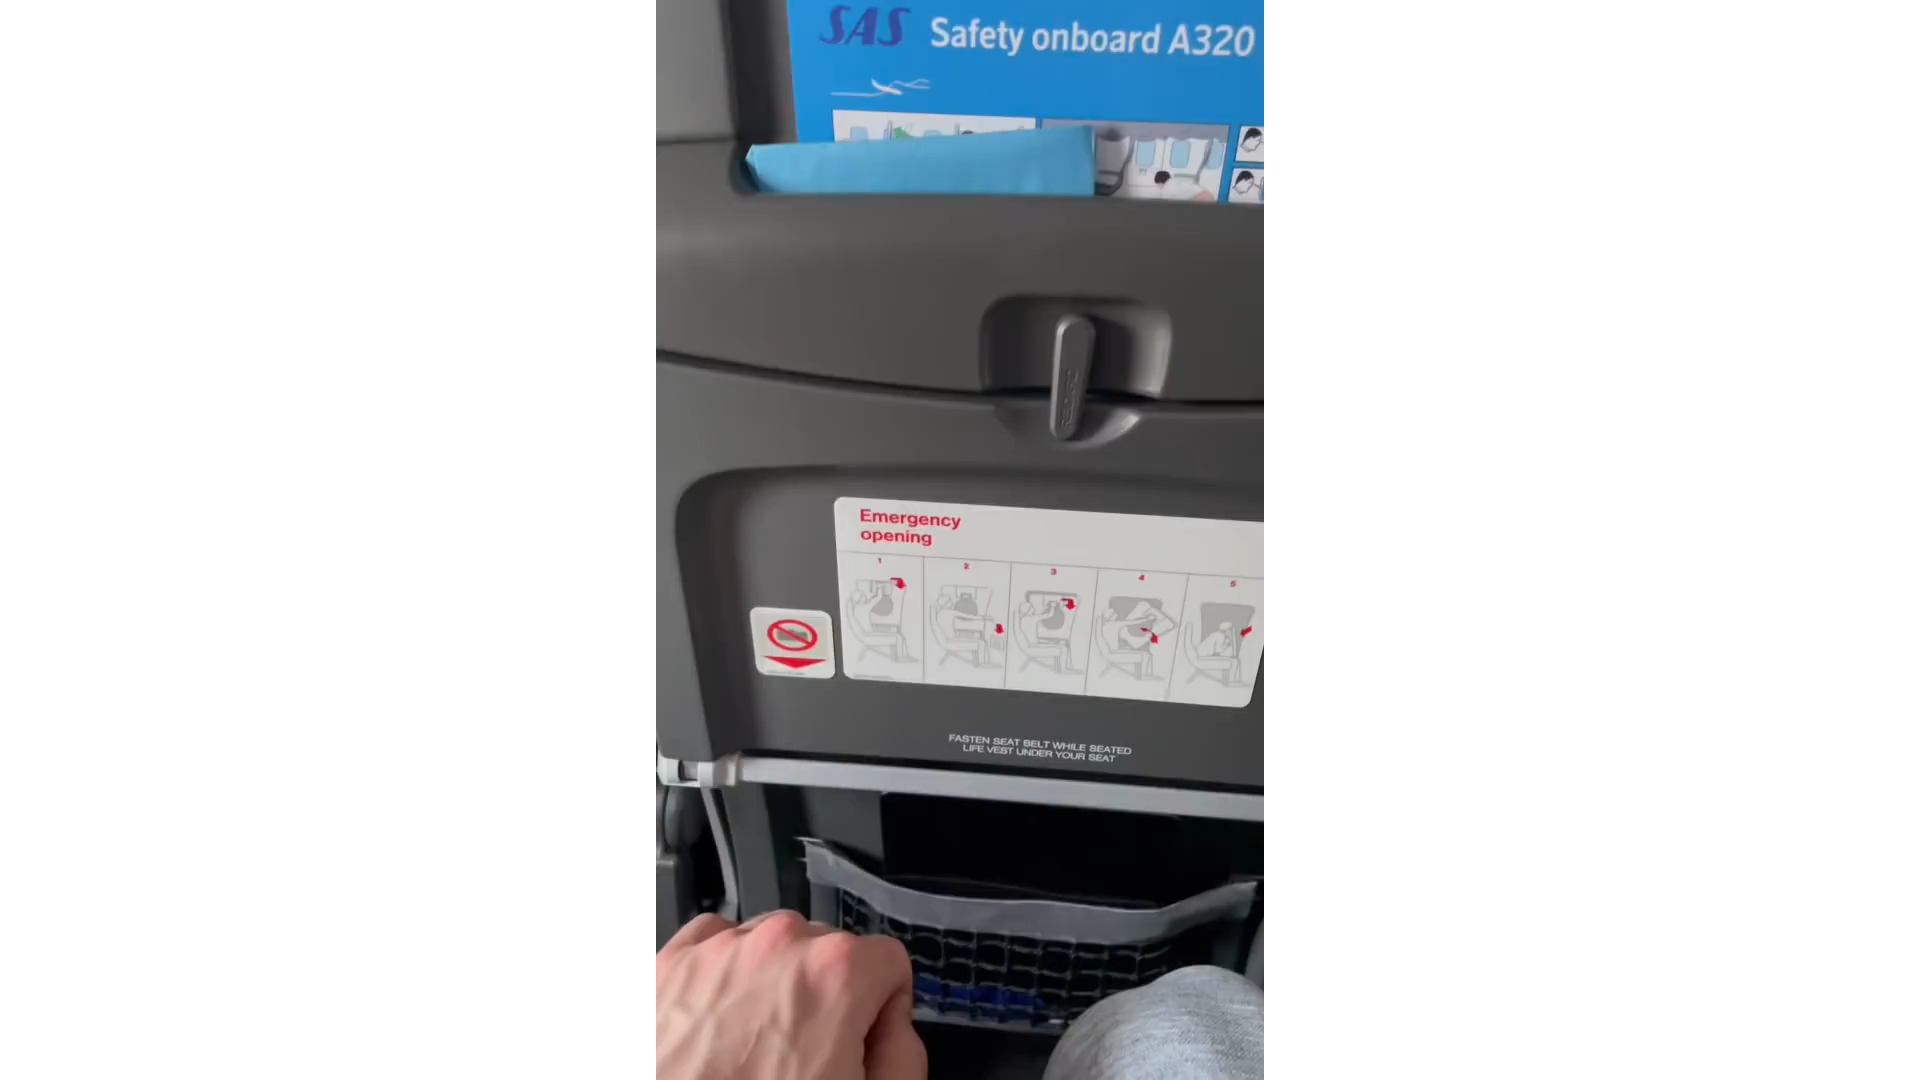 SAS Safety onboard A320
Emergency
opening
1 2 3 4 5
FASTEN SEAT BELT WHILE SEATED
LIFE VEST UNDER YOUR SEAT